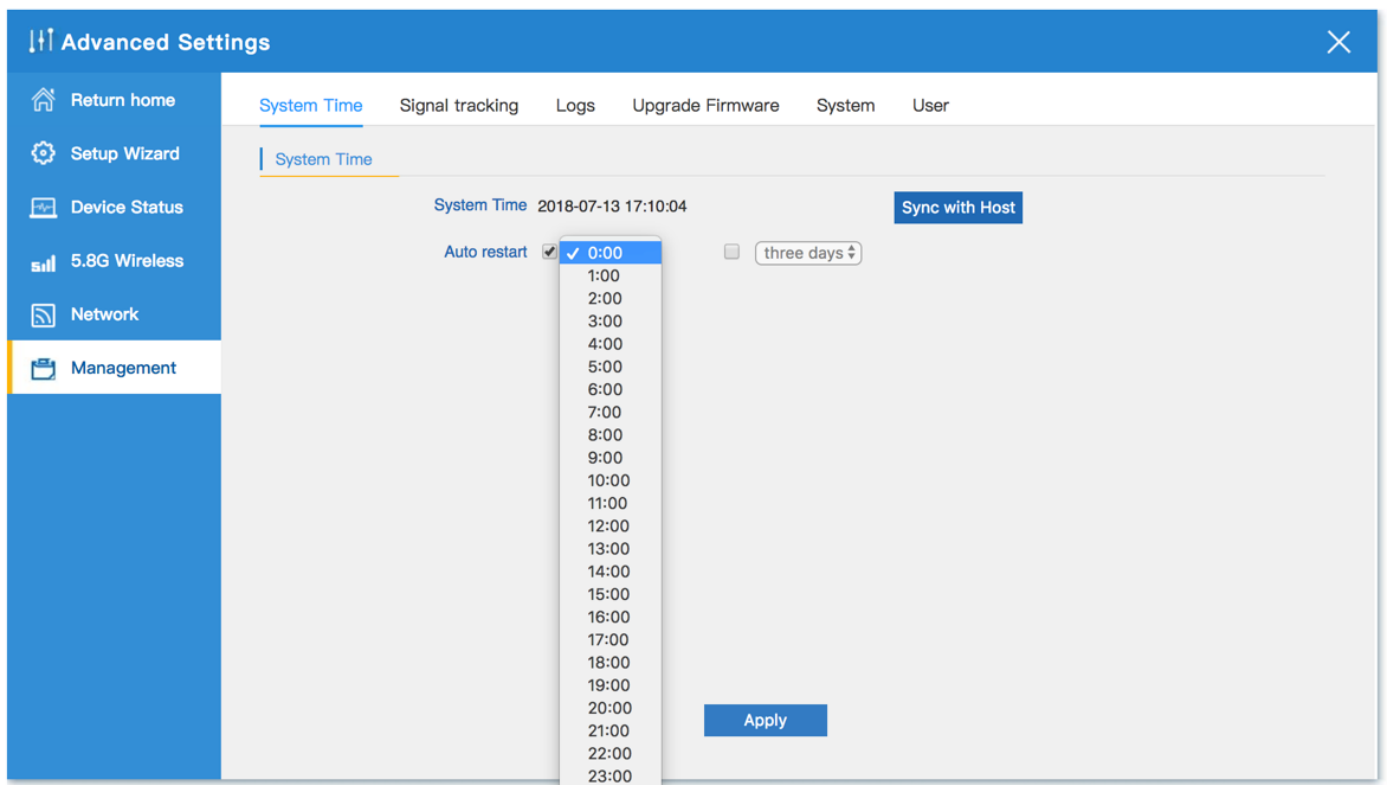 Advanced Settings
Return home
Setup Wizard
Device Status
5.8G Wireless
Network
Management
System Time Signal tracking Logs Upgrade Firmware System User
System Time
System Time 2018-07-13 17:10:04 Sync with Host
Auto restart ✓ 0:00 three days
1:00
2:00
3:00
4:00
5:00
6:00
7:00
8:00
9:00
10:00
11:00
12:00
13:00
14:00
15:00
16:00
17:00
18:00
19:00
20:00
21:00
22:00
23:00
Apply